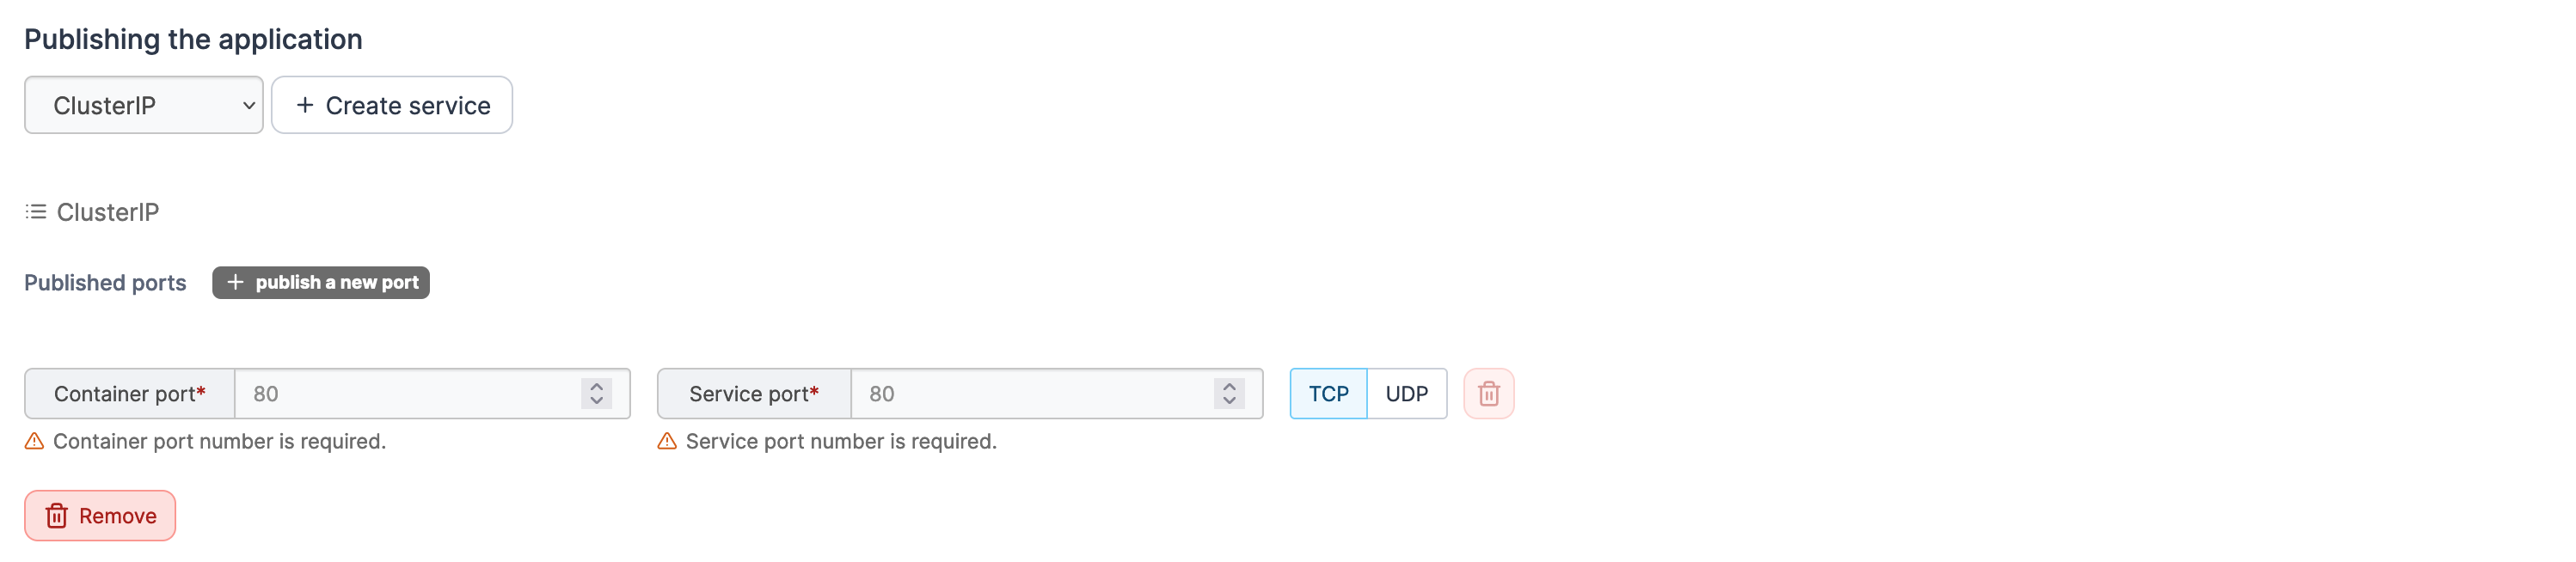 Publishing the application
ClusterIP + Create service
ClusterIP
Published ports + publish a new port
Container port* 80 Service port* 80 TCP UDP
Container port number is required. Service port number is required.
Remove